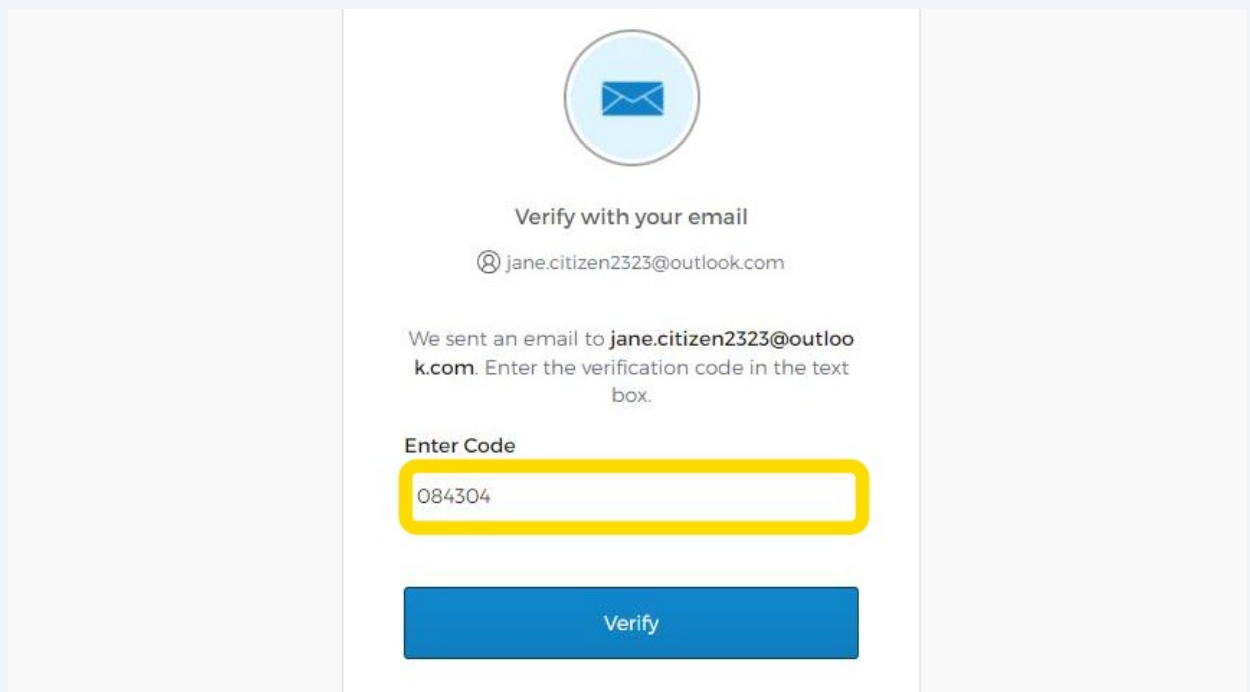 Verify with your email
jane.citizen2323@outlook.com
We sent an email to jane.citizen2323@outloo
k.com. Enter the verification code in the text
box.
Enter Code
084304
Verify